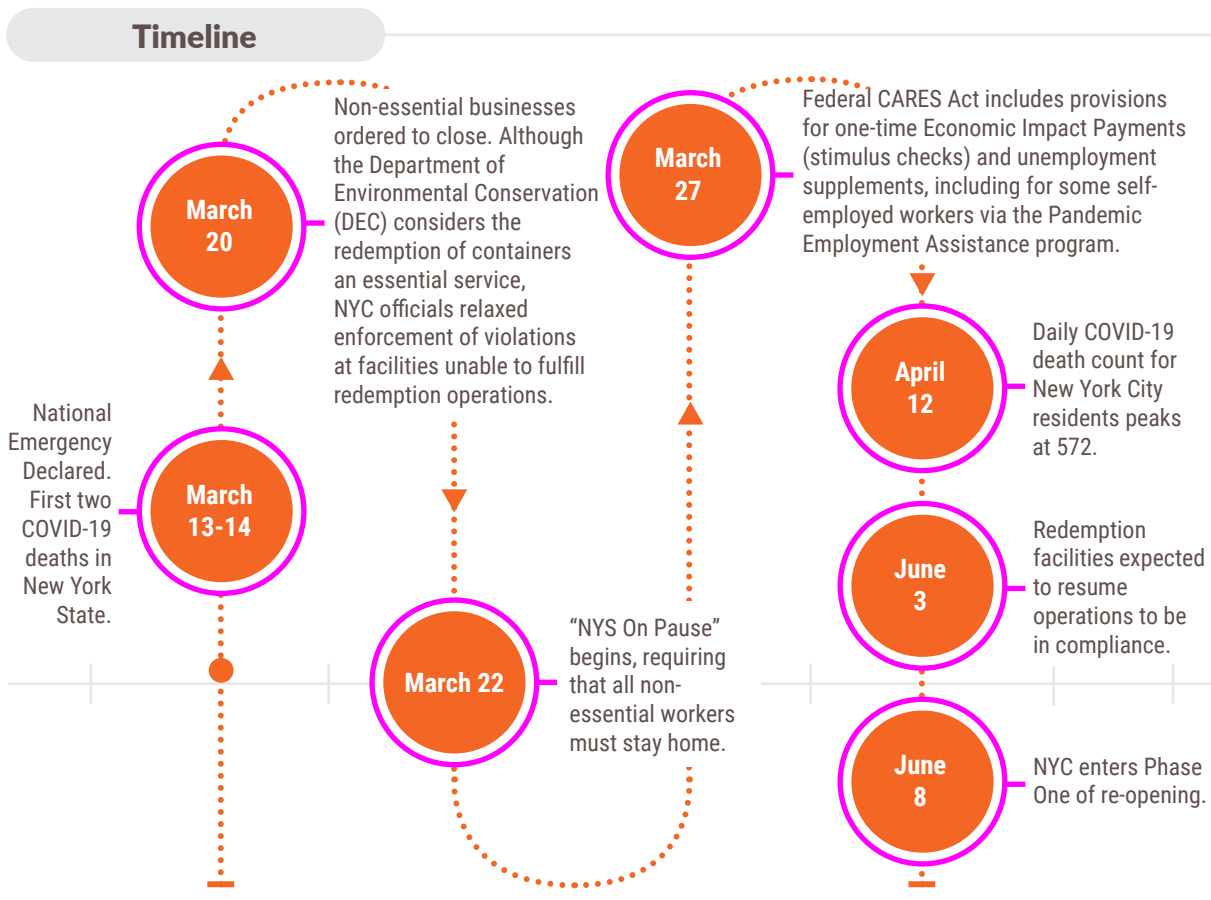 Timeline
March
13-14
National
Emergency
Declared.
First two
COVID-19
deaths in
New York
State.
March
20
Non-essential businesses
ordered to close. Although
the Department of
Environmental Conservation
(DEC) considers the
redemption of containers
an essential service,
NYC officials relaxed
enforcement of violations
at facilities unable to fulfill
redemption operations.
March 22
“NYS On Pause”
begins, requiring
that all non-
essential workers
must stay home.
March
27
Federal CARES Act includes provisions
for one-time Economic Impact Payments
(stimulus checks) and unemployment
supplements, including for some self-
employed workers via the Pandemic
Employment Assistance program.
April
12
Daily COVID-19
death count for
New York City
residents peaks
at 572.
June
3
Redemption
facilities expected
to resume
operations to be
in compliance.
June
8
NYC enters Phase
One of re-opening.